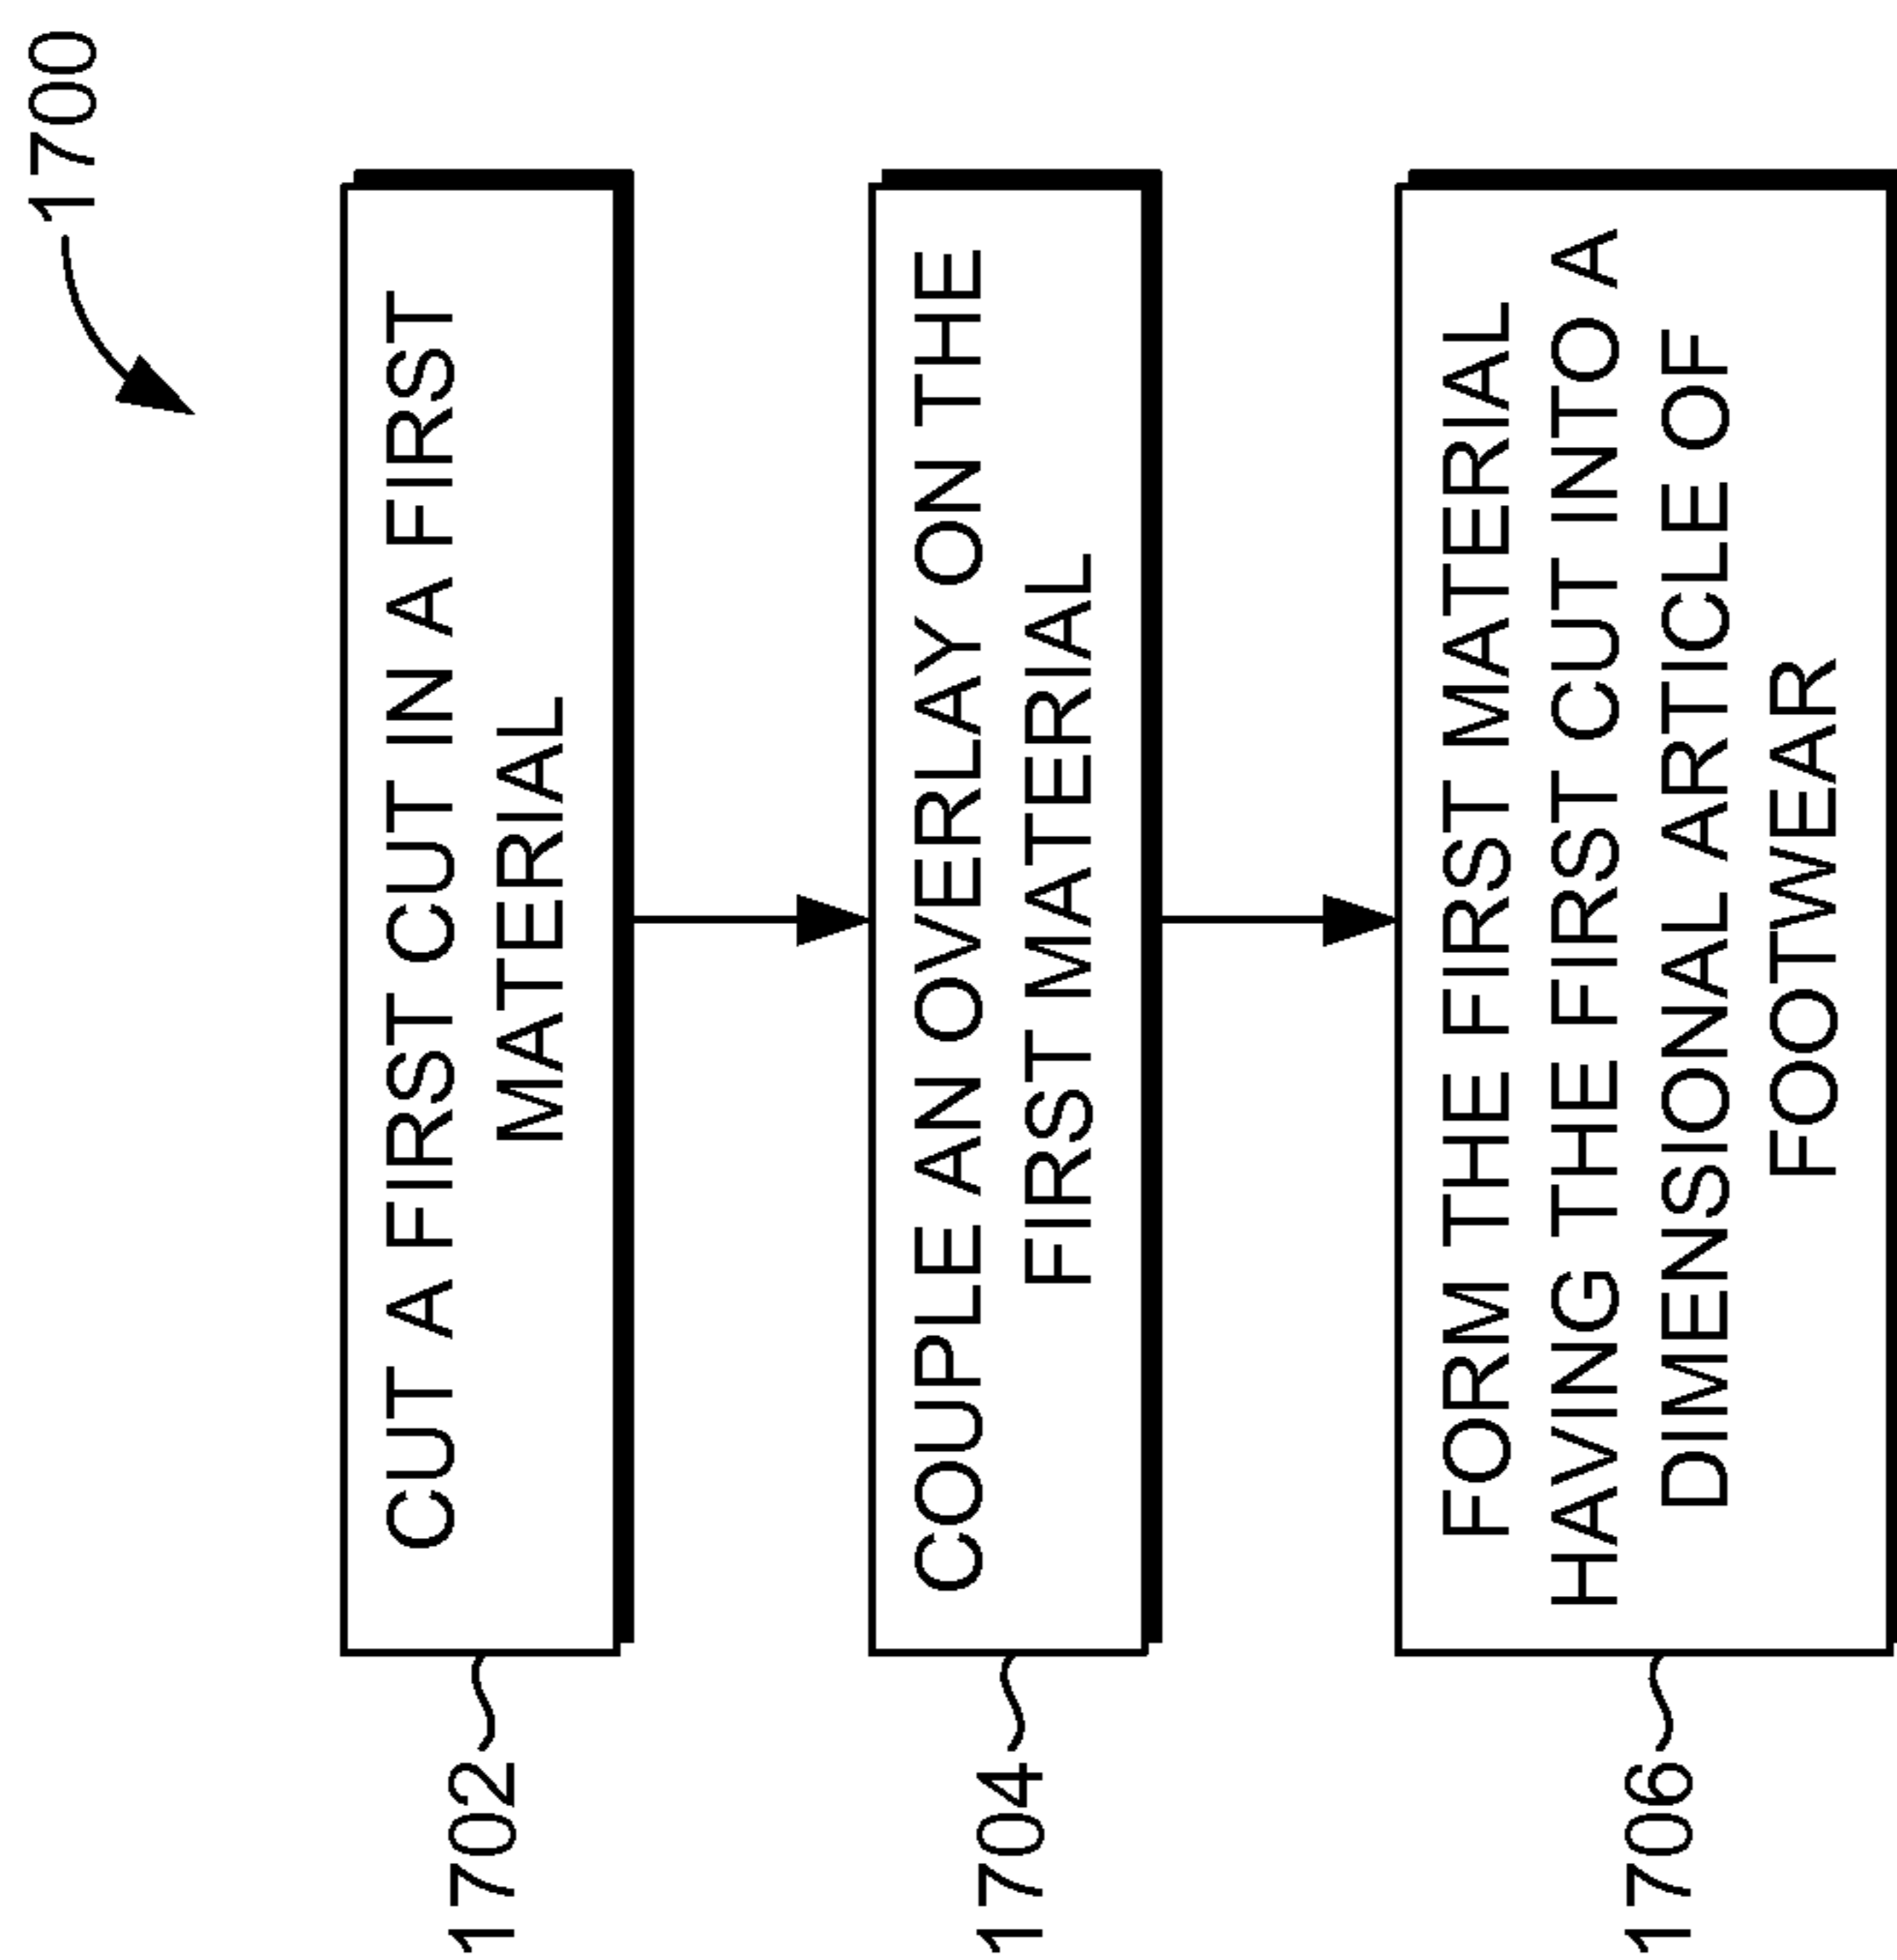 1700
1702
CUT A FIRST CUT IN A FIRST
MATERIAL
1704
COUPLE AN OVERLAY ON THE
FIRST MATERIAL
1706
FORM THE FIRST MATERIAL
HAVING THE FIRST CUT INTO A
DIMENSIONAL ARTICLE OF
FOOTWEAR